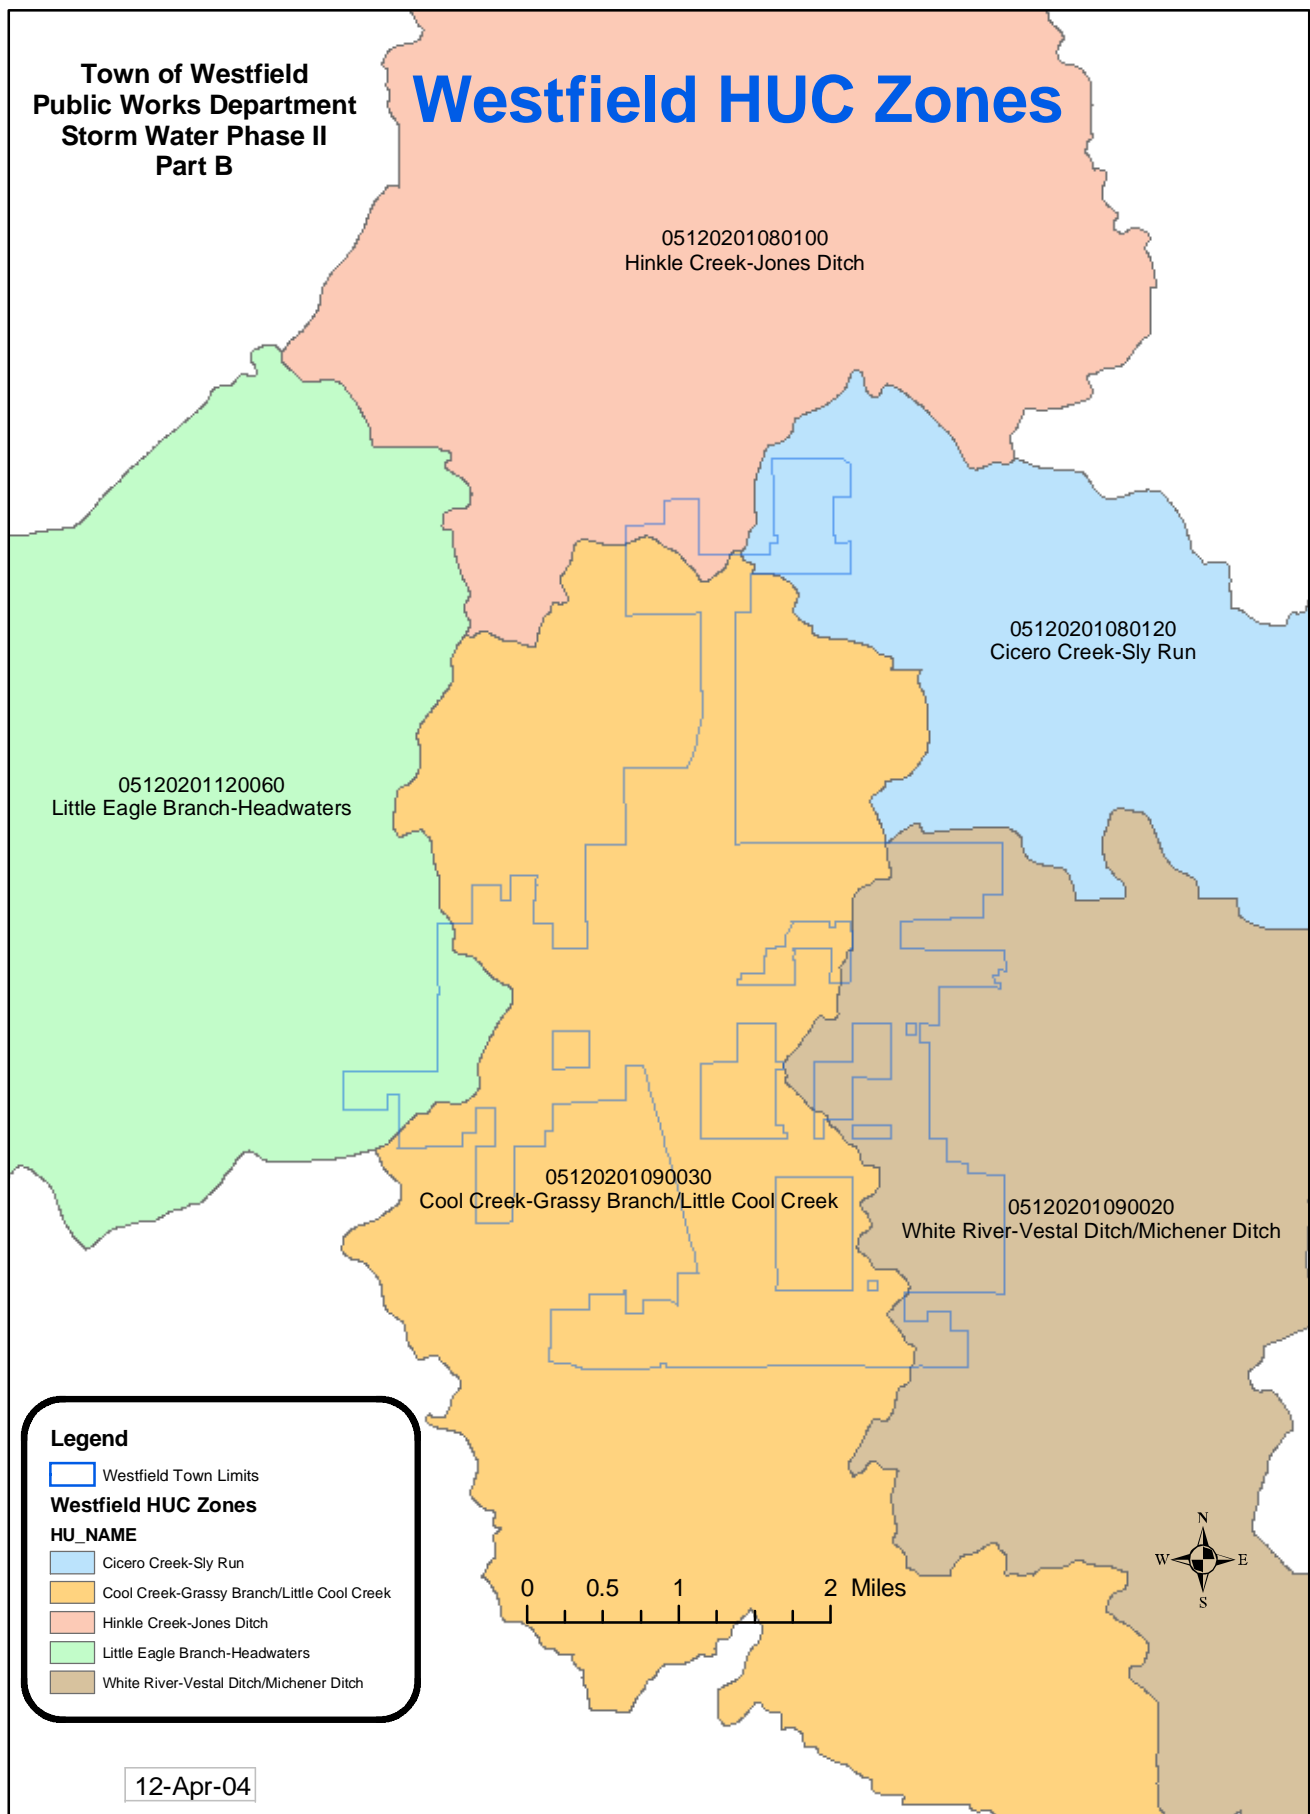 Town of Westfield
Public Works Department
Storm Water Phase II
Part B
Westfield HUC Zones
05120201080100
Hinkle Creek-Jones Ditch
05120201080120
Cicero Creek-Sly Run
05120201120060
Little Eagle Branch-Headwaters
05120201090030
Cool Creek-Grassy Branch/Little Cool Creek
05120201090020
White River-Vestal Ditch/Michener Ditch
Legend
Westfield Town Limits
Westfield HUC Zones
HU_NAME
Cicero Creek-Sly Run
Cool Creek-Grassy Branch/Little Cool Creek
Hinkle Creek-Jones Ditch
Little Eagle Branch-Headwaters
White River-Vestal Ditch/Michener Ditch
0 0.5 1 2 Miles
N
W E
S
12-Apr-04